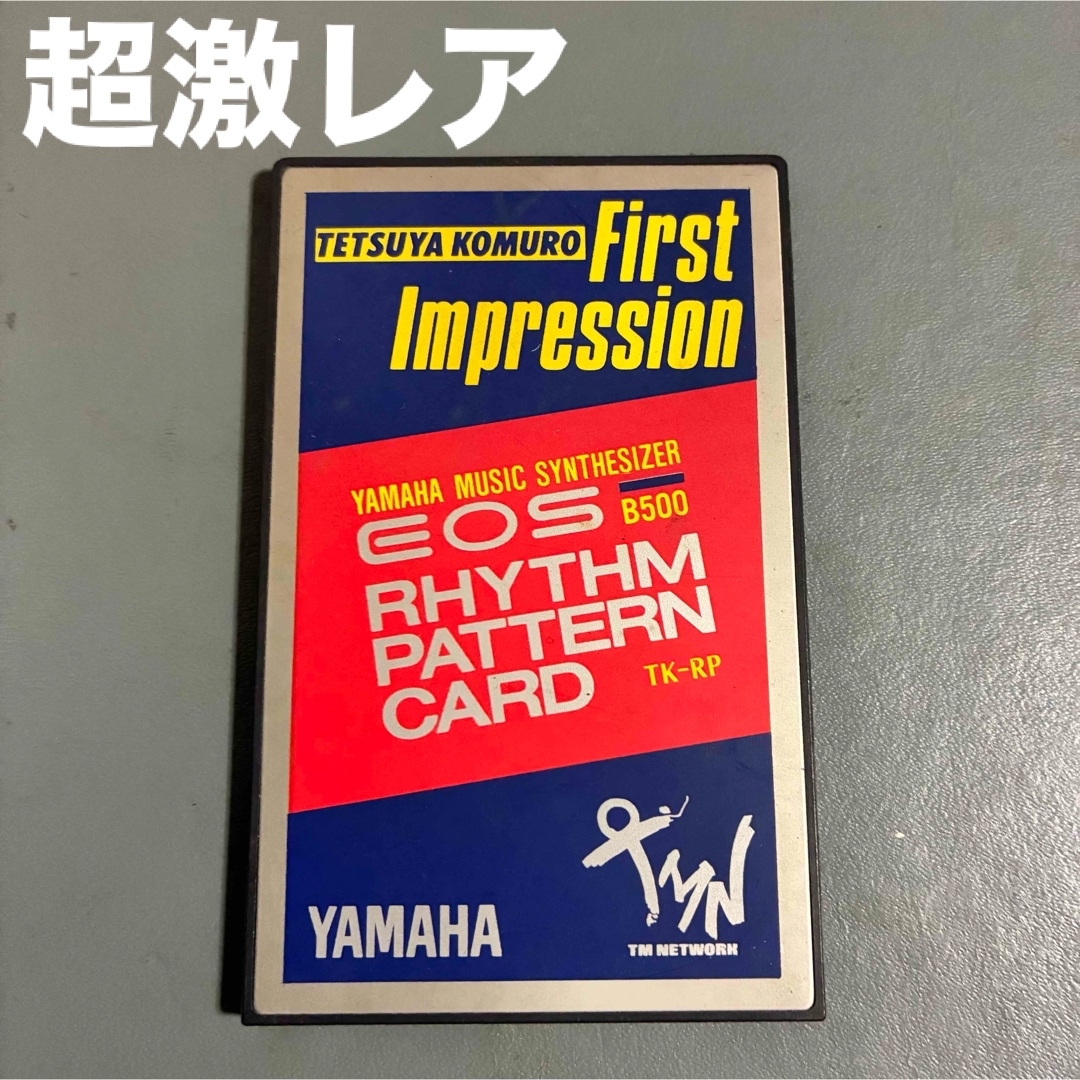 超激レア
TETSUYA KOMURO First
Impression
YAMAHA MUSIC SYNTHESIZER
EOS B500
RHYTHM
PATTERN
CARD TK-RP
TMN
YAMAHA TM NETWORK